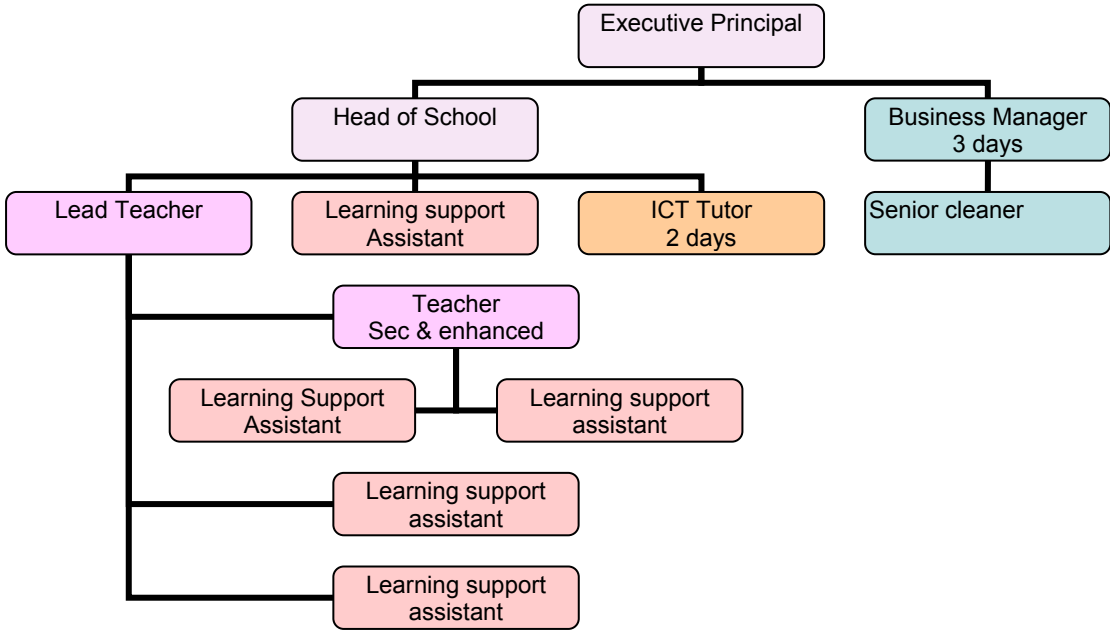 Executive Principal
Head of School
Business Manager
3 days
Lead Teacher
Learning support
Assistant
ICT Tutor
2 days
Senior cleaner
Teacher
Sec & enhanced
Learning Support
Assistant
Learning support
assistant
Learning support
assistant
Learning support
assistant